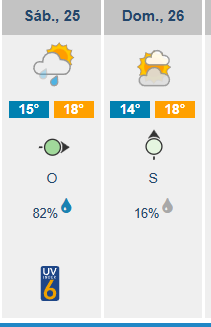 Sáb., 25 Dom., 26
15° 18° 14° 18°
O S
82% 16%
UV
INDEX
6